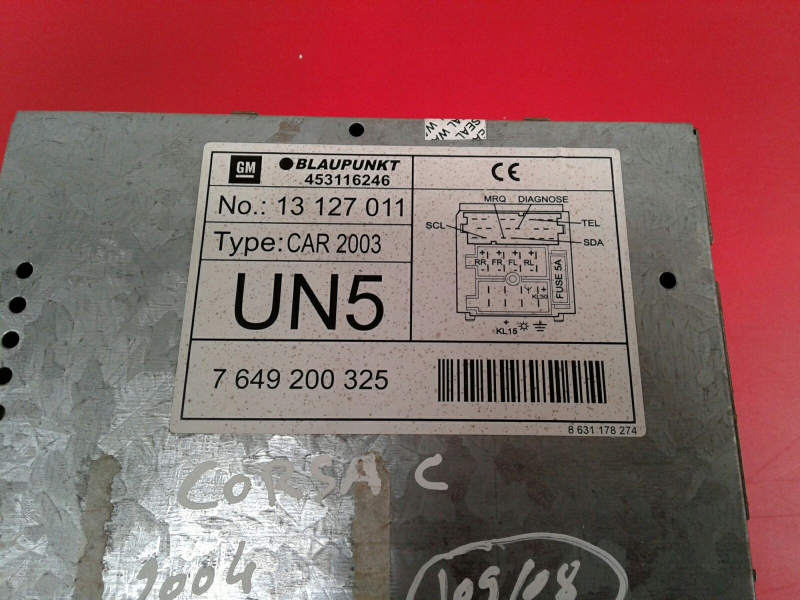 GM BLAUPUNKT
453116246
CE
No.: 13 127 011
Type: CAR 2003
UN5
MRQ DIAGNOSE
SCL
TEL
SDA
+ + + +
RR FR FL RL
- - - -
FUSE 5A
KL30 +
+
KL15
7 649 200 325
8 631 178 274
CORSA C
2004
109/08